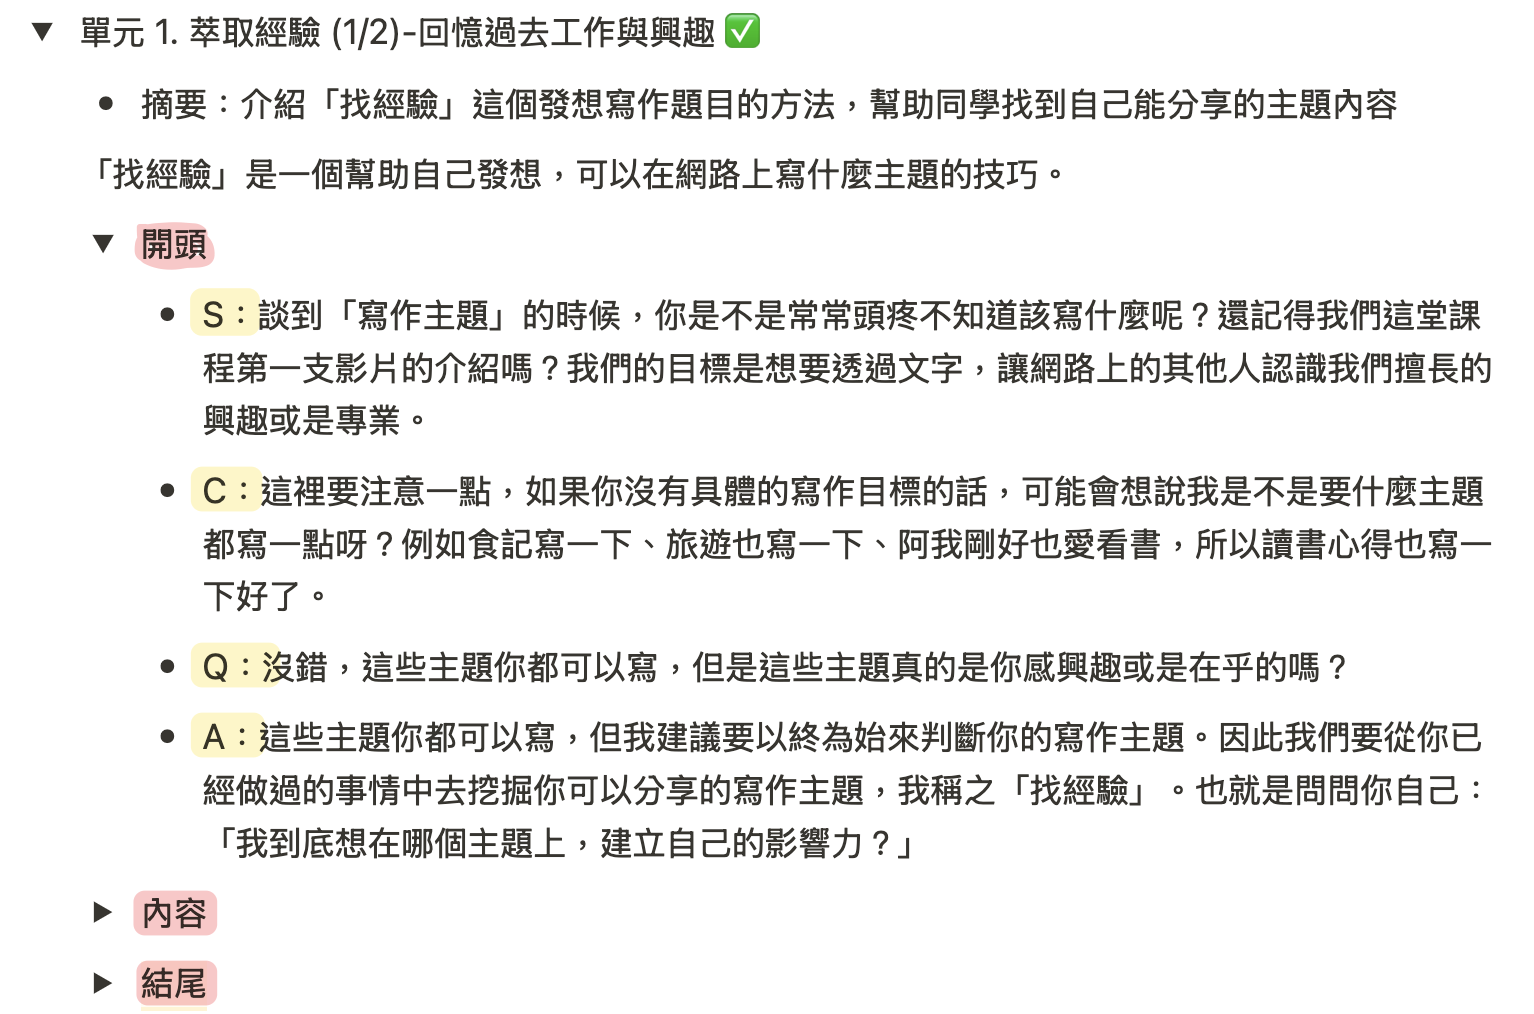 ▼ 單元 1. 萃取經驗 (1/2)-回憶過去工作與興趣 ✅
• 摘要：介紹「找經驗」這個發想寫作題目的方法，幫助同學找到自己能分享的主題內容
「找經驗」是一個幫助自己發想，可以在網路上寫什麼主題的技巧。
▼ 開頭
• S：談到「寫作主題」的時候，你是不是常常頭疼不知道該寫什麼呢？還記得我們這堂課
程第一支影片的介紹嗎？我們的目標是想要透過文字，讓網路上的其他人認識我們擅長的
興趣或是專業。
• C：這裡要注意一點，如果你沒有具體的寫作目標的話，可能會想說我是不是要什麼主題
都寫一點呀？例如食記寫一下、旅遊也寫一下、阿我剛好也愛看書，所以讀書心得也寫一
下好了。
• Q：沒錯，這些主題你都可以寫，但是這些主題真的是你感興趣或是在乎的嗎？
• A：這些主題你都可以寫，但我建議要以終為始來判斷你的寫作主題。因此我們要從你已
經做過的事情中去挖掘你可以分享的寫作主題，我稱之「找經驗」。也就是問問你自己：
「我到底想在哪個主題上，建立自己的影響力？」
▶ 內容
▶ 結尾